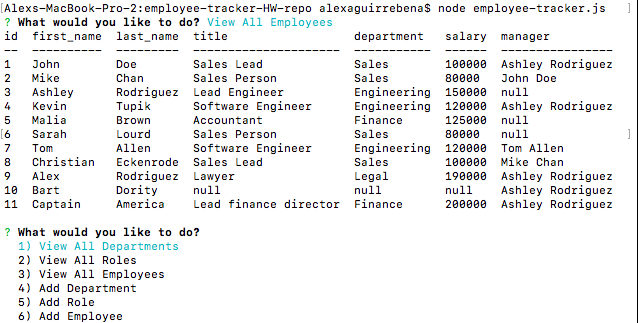 [Alexs-MacBook-Pro-2:employee-tracker-HW-repo alexaguirrebena$ node employee-tracker.js ]
? What would you like to do? View All Employees
id first_name last_name title department salary manager
-- ---------- --------- --------------------- ----------- ------ ----------------
1 John Doe Sales Lead Sales 100000 Ashley Rodriguez
2 Mike Chan Sales Person Sales 80000 John Doe
3 Ashley Rodriguez Lead Engineer Engineering 150000 null
4 Kevin Tupik Software Engineer Engineering 120000 Ashley Rodriguez
5 Malia Brown Accountant Finance 125000 null
[6 Sarah Lourd Sales Person Sales 80000 null ]
7 Tom Allen Software Engineer Engineering 120000 Tom Allen
8 Christian Eckenrode Sales Lead Sales 100000 Mike Chan
9 Alex Rodriguez Lawyer Legal 190000 Ashley Rodriguez
10 Bart Dority null null null Ashley Rodriguez
11 Captain America Lead finance director Finance 200000 Ashley Rodriguez
? What would you like to do?
1) View All Departments
2) View All Roles
3) View All Employees
4) Add Department
5) Add Role
6) Add Employee